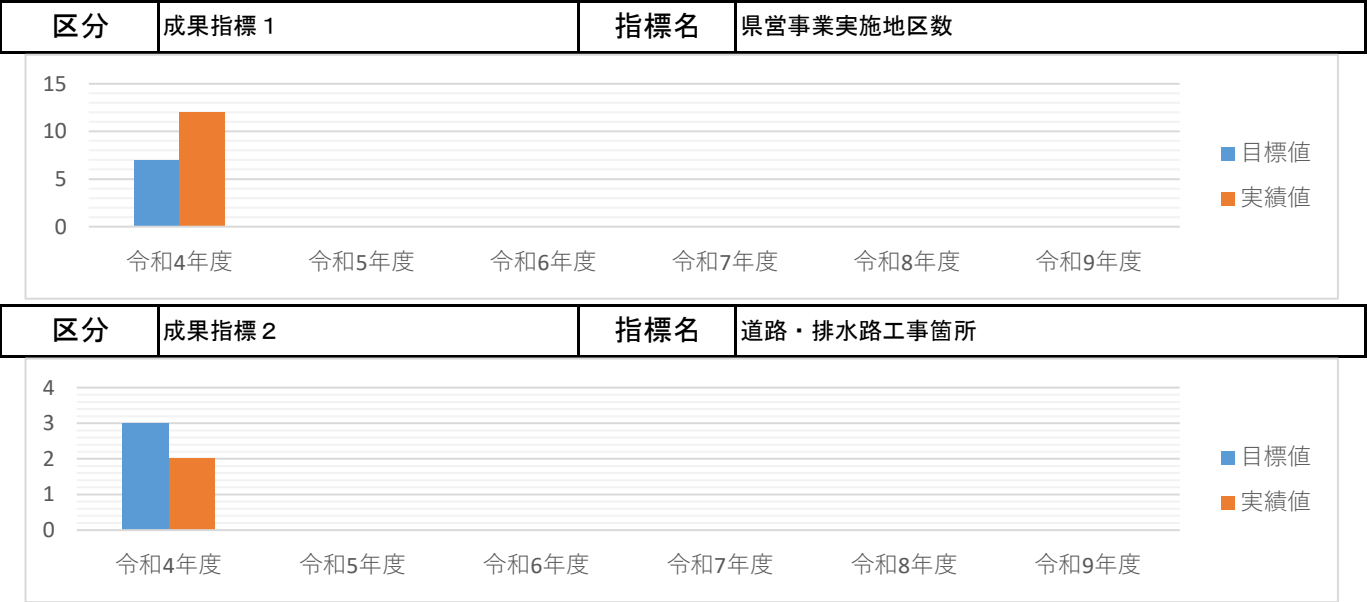 区分 成果指標1 指標名 県営事業実施地区数
15
10
5
0
目標値
実績値
令和4年度 令和5年度 令和6年度 令和7年度 令和8年度 令和9年度
区分 成果指標2 指標名 道路・排水路工事箇所
4
3
2
1
0
目標値
実績値
令和4年度 令和5年度 令和6年度 令和7年度 令和8年度 令和9年度